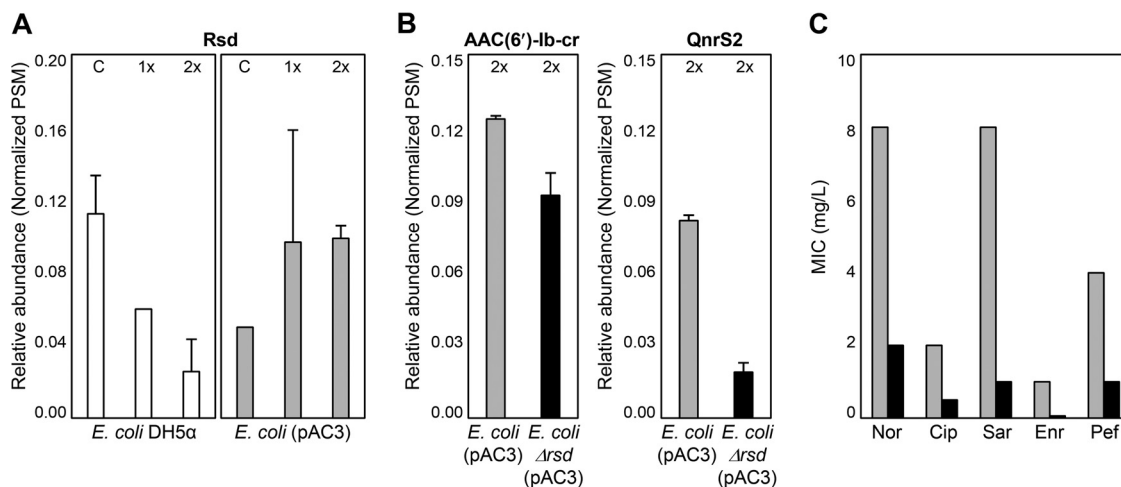 A
Rsd
Relative abundance (Normalized PSM)
0.20
0.16
0.12
0.08
0.04
0.00
C 1x 2x
C 1x 2x
E. coli DH5α
E. coli (pAC3)
B
AAC(6′)-Ib-cr
Relative abundance (Normalized PSM)
0.15
0.12
0.09
0.06
0.03
0.00
2x 2x
E. coli
(pAC3)
E. coli
Δrsd
(pAC3)
QnrS2
Relative abundance (Normalized PSM)
0.15
0.12
0.09
0.06
0.03
0.00
2x 2x
E. coli
(pAC3)
E. coli
Δrsd
(pAC3)
C
MIC (mg/L)
10
8
6
4
2
0
Nor Cip Sar Enr Pef